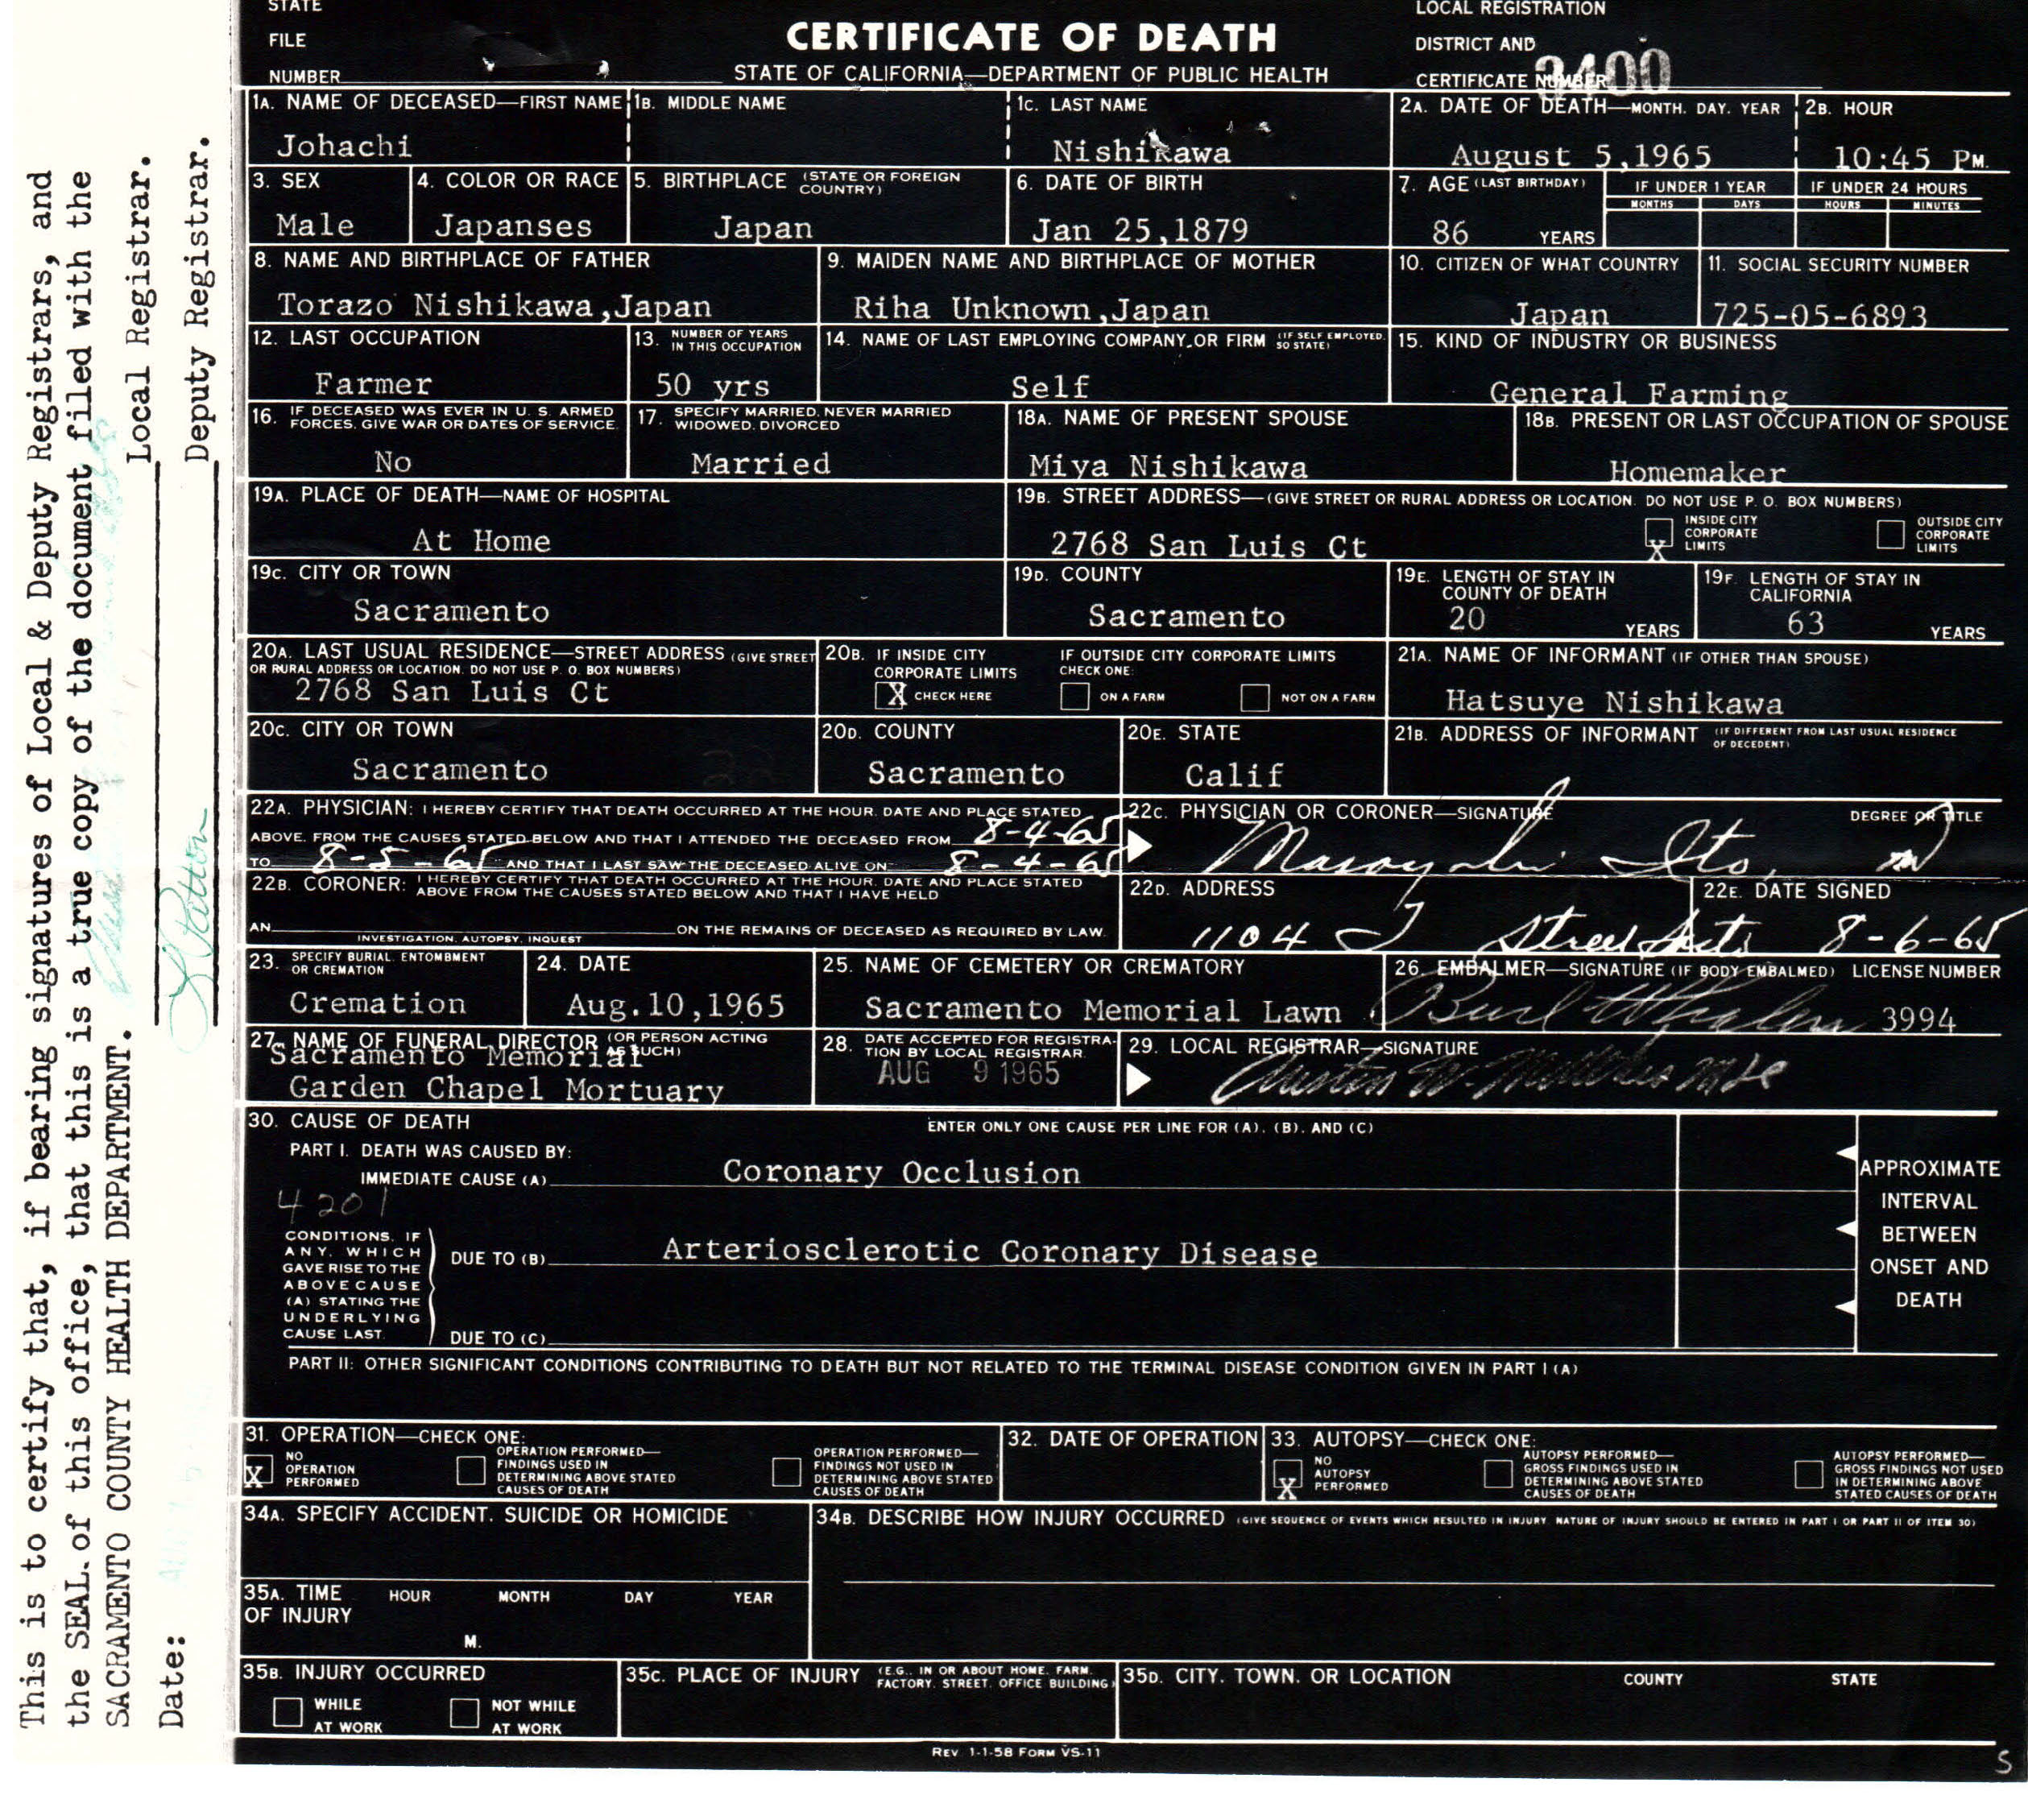 STATE
FILE
NUMBER
CERTIFICATE OF DEATH
STATE OF CALIFORNIA—DEPARTMENT OF PUBLIC HEALTH
LOCAL REGISTRATION
DISTRICT AND
CERTIFICATE NUMBER
3400
1A. NAME OF DECEASED—FIRST NAME
Johachi
1B. MIDDLE NAME
1C. LAST NAME
Nishikawa
2A. DATE OF DEATH—MONTH, DAY, YEAR
August 5,1965
2B. HOUR
10:45 PM.
3. SEX
Male
4. COLOR OR RACE
Japanses
5. BIRTHPLACE (STATE OR FOREIGN COUNTRY)
Japan
6. DATE OF BIRTH
Jan 25,1879
7. AGE (LAST BIRTHDAY)
86 YEARS
IF UNDER 1 YEAR
MONTHS DAYS
IF UNDER 24 HOURS
HOURS MINUTES
8. NAME AND BIRTHPLACE OF FATHER
Torazo Nishikawa,Japan
9. MAIDEN NAME AND BIRTHPLACE OF MOTHER
Riha Unknown,Japan
10. CITIZEN OF WHAT COUNTRY
Japan
11. SOCIAL SECURITY NUMBER
725-05-6893
12. LAST OCCUPATION
Farmer
13. NUMBER OF YEARS IN THIS OCCUPATION
50 yrs
14. NAME OF LAST EMPLOYING COMPANY OR FIRM (IF SELF EMPLOYED, SO STATE)
Self
15. KIND OF INDUSTRY OR BUSINESS
General Farming
16. IF DECEASED WAS EVER IN U. S. ARMED FORCES, GIVE WAR OR DATES OF SERVICE.
No
17. SPECIFY MARRIED, NEVER MARRIED WIDOWED, DIVORCED
Married
18A. NAME OF PRESENT SPOUSE
Miya Nishikawa
18B. PRESENT OR LAST OCCUPATION OF SPOUSE
Homemaker
19A. PLACE OF DEATH—NAME OF HOSPITAL
At Home
19B. STREET ADDRESS—(GIVE STREET OR RURAL ADDRESS OR LOCATION. DO NOT USE P. O. BOX NUMBERS)
2768 San Luis Ct
X INSIDE CITY CORPORATE LIMITS
OUTSIDE CITY CORPORATE LIMITS
19C. CITY OR TOWN
Sacramento
19D. COUNTY
Sacramento
19E. LENGTH OF STAY IN COUNTY OF DEATH
20 YEARS
19F. LENGTH OF STAY IN CALIFORNIA
63 YEARS
20A. LAST USUAL RESIDENCE—STREET ADDRESS (GIVE STREET OR RURAL ADDRESS OR LOCATION. DO NOT USE P. O. BOX NUMBERS)
2768 San Luis Ct
20B. IF INSIDE CITY CORPORATE LIMITS
X CHECK HERE
IF OUTSIDE CITY CORPORATE LIMITS CHECK ONE:
ON A FARM
NOT ON A FARM
21A. NAME OF INFORMANT (IF OTHER THAN SPOUSE)
Hatsuye Nishikawa
20C. CITY OR TOWN
Sacramento
20D. COUNTY
Sacramento
20E. STATE
Calif
21B. ADDRESS OF INFORMANT (IF DIFFERENT FROM LAST USUAL RESIDENCE OF DECEDENT)
22A. PHYSICIAN: I HEREBY CERTIFY THAT DEATH OCCURRED AT THE HOUR, DATE AND PLACE STATED
ABOVE, FROM THE CAUSES STATED BELOW AND THAT I ATTENDED THE DECEASED FROM 8-4-65
TO 8-5-65 AND THAT I LAST SAW THE DECEASED ALIVE ON 8-4-65
22C. PHYSICIAN OR CORONER—SIGNATURE DEGREE OR TITLE
Masayuki Ito, MD
22B. CORONER: I HEREBY CERTIFY THAT DEATH OCCURRED AT THE HOUR, DATE AND PLACE STATED
ABOVE FROM THE CAUSES STATED BELOW AND THAT I HAVE HELD
AN ON THE REMAINS OF DECEASED AS REQUIRED BY LAW.
INVESTIGATION, AUTOPSY, INQUEST
22D. ADDRESS
1104 T Street Sacto
22E. DATE SIGNED
8-6-65
23. SPECIFY BURIAL, ENTOMBMENT OR CREMATION
Cremation
24. DATE
Aug.10,1965
25. NAME OF CEMETERY OR CREMATORY
Sacramento Memorial Lawn
26. EMBALMER—SIGNATURE (IF BODY EMBALMED) LICENSE NUMBER
3994
27. NAME OF FUNERAL DIRECTOR (OR PERSON ACTING AS SUCH)
Sacramento Memorial
Garden Chapel Mortuary
28. DATE ACCEPTED FOR REGISTRATION BY LOCAL REGISTRAR
AUG 9 1965
29. LOCAL REGISTRAR—SIGNATURE
30. CAUSE OF DEATH
ENTER ONLY ONE CAUSE PER LINE FOR (A), (B), AND (C)
PART I. DEATH WAS CAUSED BY:
IMMEDIATE CAUSE (A) Coronary Occlusion
4201
CONDITIONS, IF
ANY, WHICH
GAVE RISE TO THE
ABOVE CAUSE
(A) STATING THE
UNDERLYING
CAUSE LAST.
DUE TO (B) Arteriosclerotic Coronary Disease
DUE TO (C)
APPROXIMATE
INTERVAL
BETWEEN
ONSET AND
DEATH
PART II: OTHER SIGNIFICANT CONDITIONS CONTRIBUTING TO DEATH BUT NOT RELATED TO THE TERMINAL DISEASE CONDITION GIVEN IN PART I (A)
31. OPERATION—CHECK ONE:
X NO OPERATION PERFORMED
OPERATION PERFORMED—FINDINGS USED IN DETERMINING ABOVE STATED CAUSES OF DEATH
OPERATION PERFORMED—FINDINGS NOT USED IN DETERMINING ABOVE STATED CAUSES OF DEATH
32. DATE OF OPERATION
33. AUTOPSY—CHECK ONE:
X NO AUTOPSY PERFORMED
AUTOPSY PERFORMED—GROSS FINDINGS USED IN DETERMINING ABOVE STATED CAUSES OF DEATH
AUTOPSY PERFORMED—GROSS FINDINGS NOT USED IN DETERMINING ABOVE STATED CAUSES OF DEATH
34A. SPECIFY ACCIDENT, SUICIDE OR HOMICIDE
34B. DESCRIBE HOW INJURY OCCURRED (GIVE SEQUENCE OF EVENTS WHICH RESULTED IN INJURY. NATURE OF INJURY SHOULD BE ENTERED IN PART I OR PART II OF ITEM 30)
35A. TIME OF INJURY
HOUR MONTH DAY YEAR
M.
35B. INJURY OCCURRED
WHILE AT WORK
NOT WHILE AT WORK
35C. PLACE OF INJURY (E.G., IN OR ABOUT HOME, FARM, FACTORY, STREET, OFFICE BUILDING)
35D. CITY, TOWN, OR LOCATION COUNTY STATE
REV. 1-1-58 FORM VS-11
S
This is to certify that, if bearing signatures of Local & Deputy Registrars, and
the SEAL of this office, that this is a true copy of the document filed with the
SACRAMENTO COUNTY HEALTH DEPARTMENT.
Local Registrar.
Date:
Deputy Registrar.